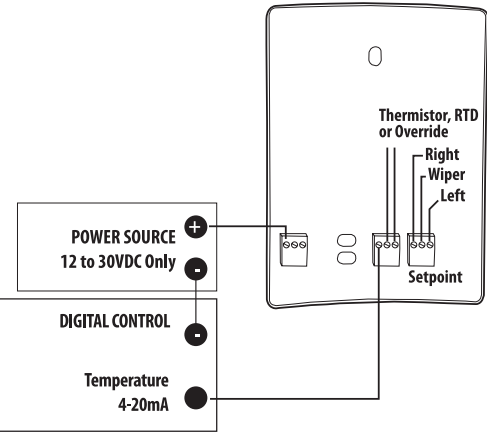 Thermistor, RTD
or Override
Right
Wiper
Left
Setpoint
POWER SOURCE
12 to 30VDC Only
+
-
DIGITAL CONTROL
-
Temperature
4-20mA